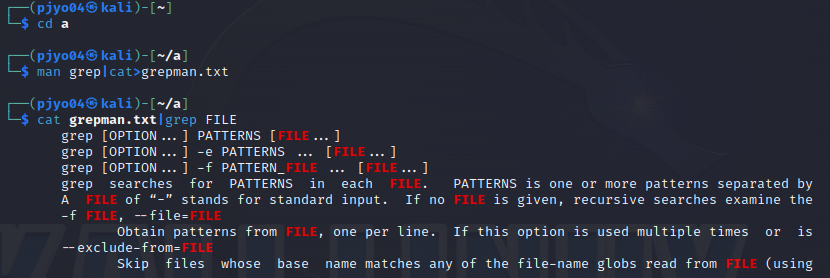 ┌──(pjyo04㉿kali)-[~]
└─$ cd a
┌──(pjyo04㉿kali)-[~/a]
└─$ man grep|cat>grepman.txt
┌──(pjyo04㉿kali)-[~/a]
└─$ cat grepman.txt|grep FILE
grep [OPTION...] PATTERNS [FILE...]
grep [OPTION...] -e PATTERNS ... [FILE...]
grep [OPTION...] -f PATTERN_FILE ... [FILE...]
grep searches for PATTERNS in each FILE. PATTERNS is one or more patterns separated by
A FILE of “-” stands for standard input. If no FILE is given, recursive searches examine the
-f FILE, --file=FILE
Obtain patterns from FILE, one per line. If this option is used multiple times or is
--exclude-from=FILE
Skip files whose base name matches any of the file-name globs read from FILE (using